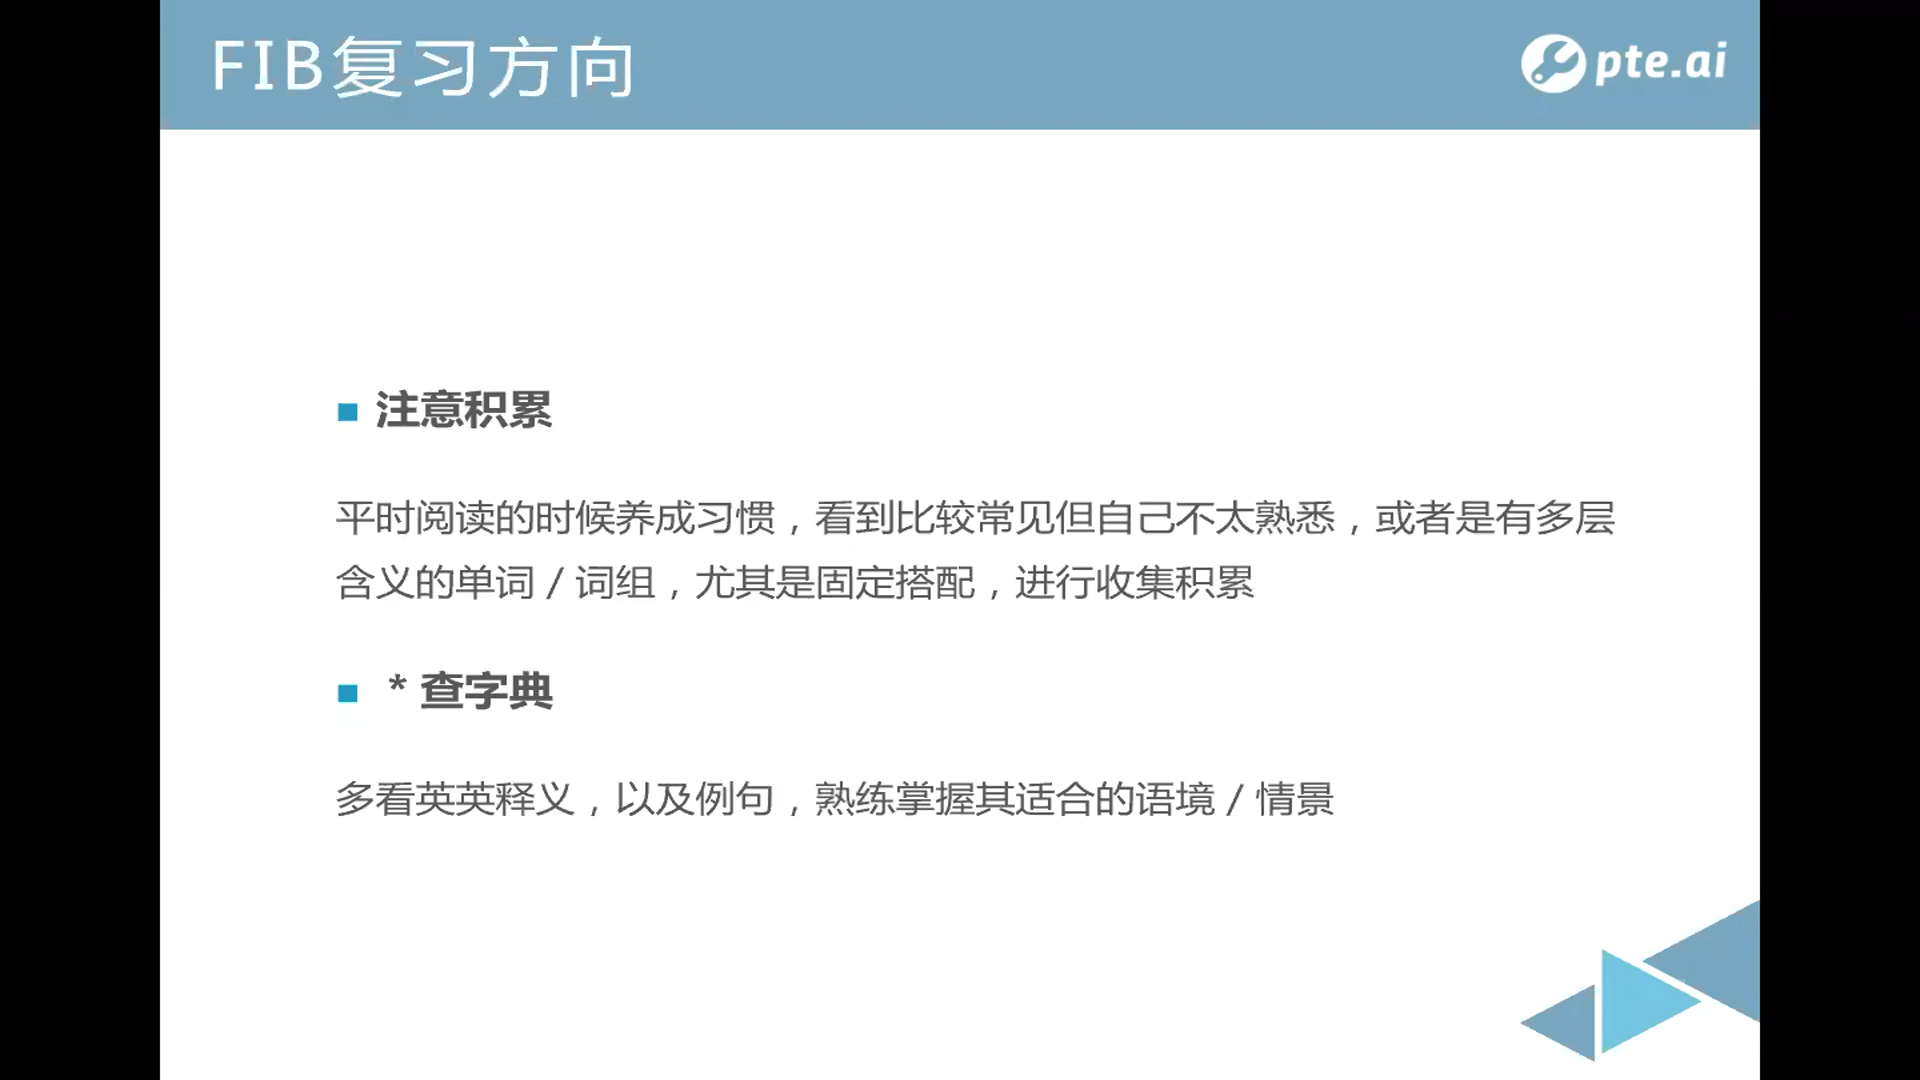 FIB复习方向
pte.ai
注意积累
平时阅读的时候养成习惯，看到比较常见但自己不太熟悉，或者是有多层
含义的单词 / 词组，尤其是固定搭配，进行收集积累
* 查字典
多看英英释义，以及例句，熟练掌握其适合的语境 / 情景